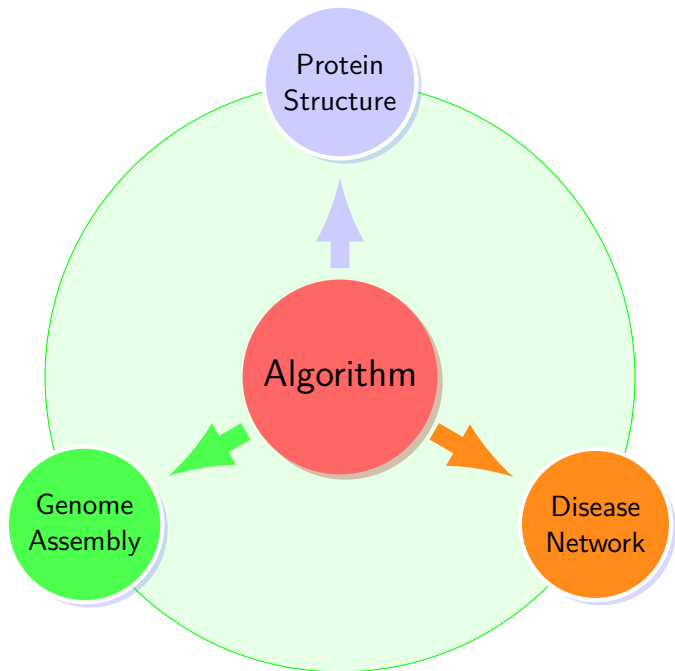 Protein
Structure
Algorithm
Genome
Assembly
Disease
Network